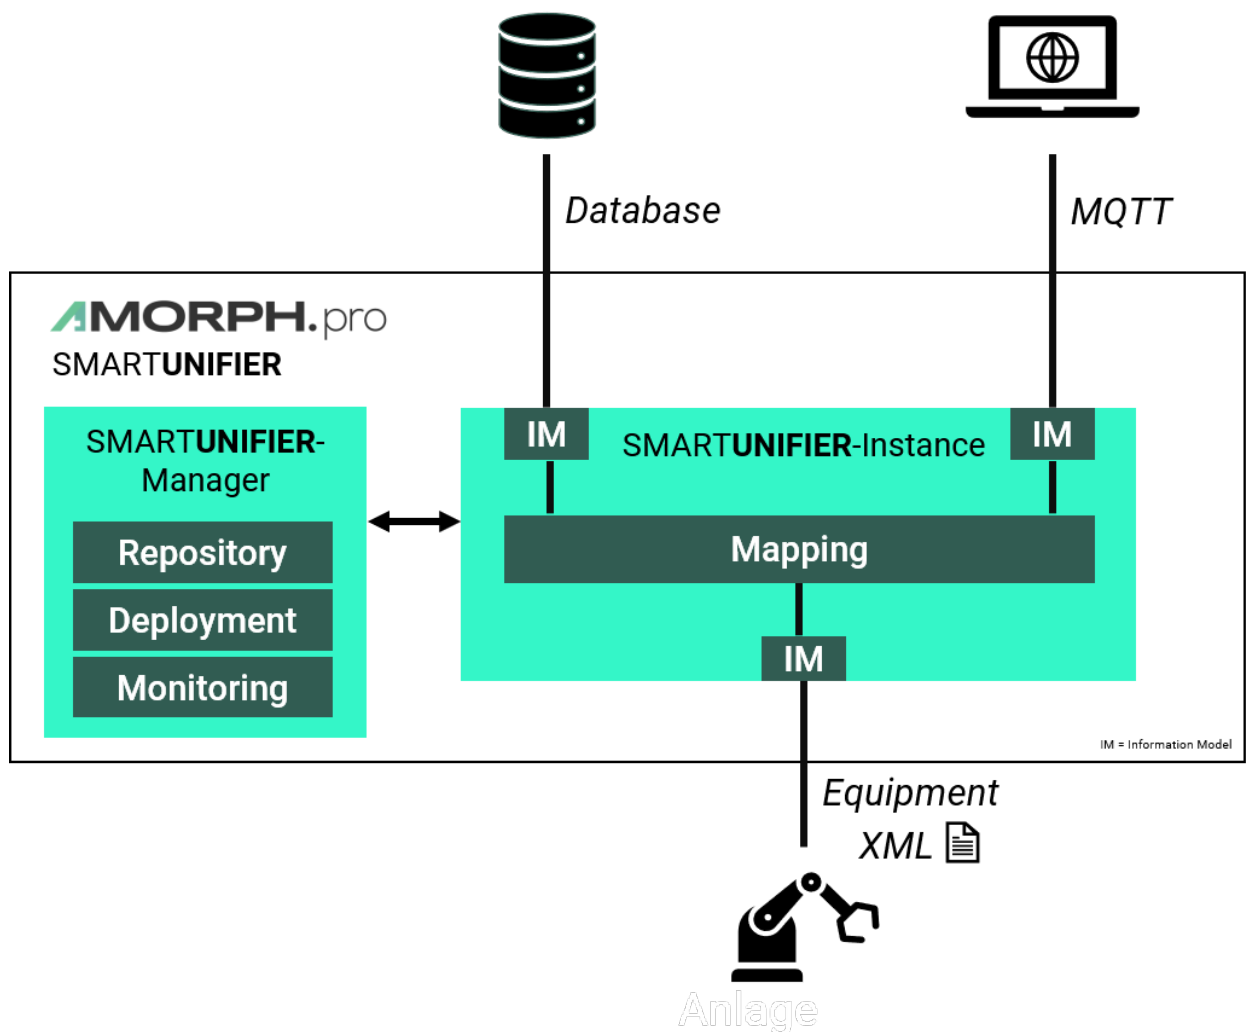 Database
MQTT
AMORPH.pro
SMARTUNIFIER
SMARTUNIFIER-
Manager
Repository
Deployment
Monitoring
IM
SMARTUNIFIER-Instance
IM
Mapping
IM
IM = Information Model
Equipment
XML
Anlage